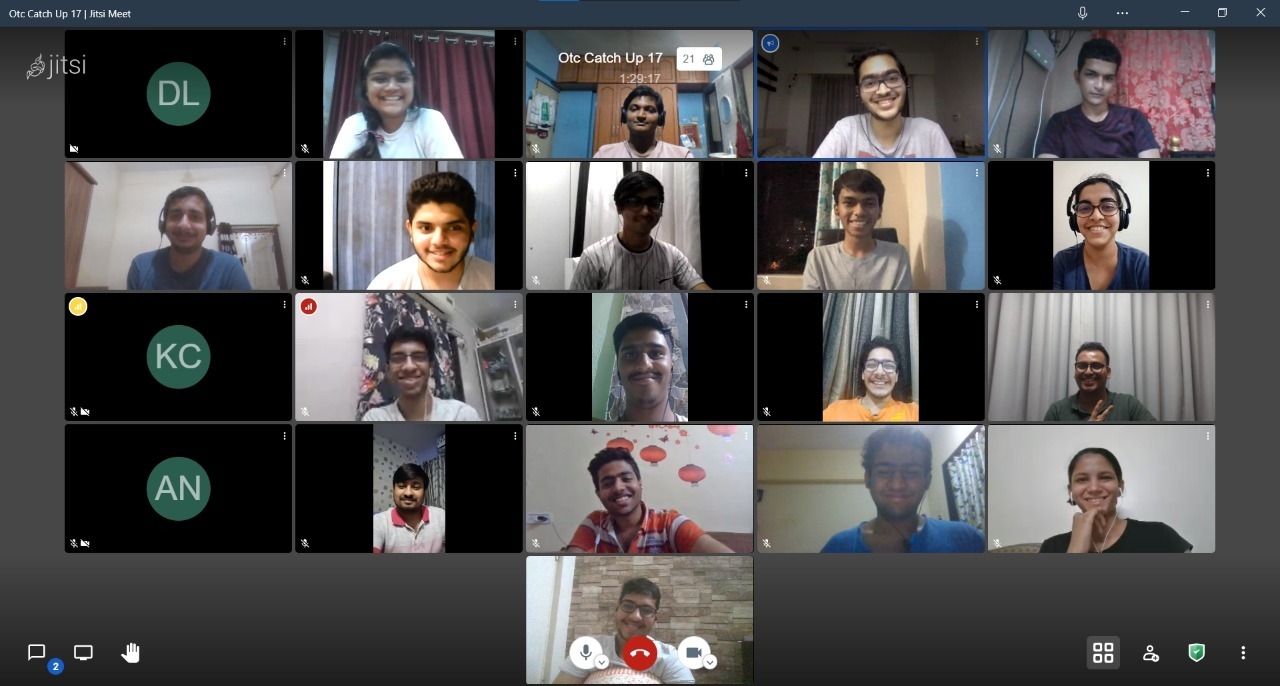 Otc Catch Up 17 | Jitsi Meet
jitsi
DL
Otc Catch Up 17
21
1:29:17
KC
AN
2